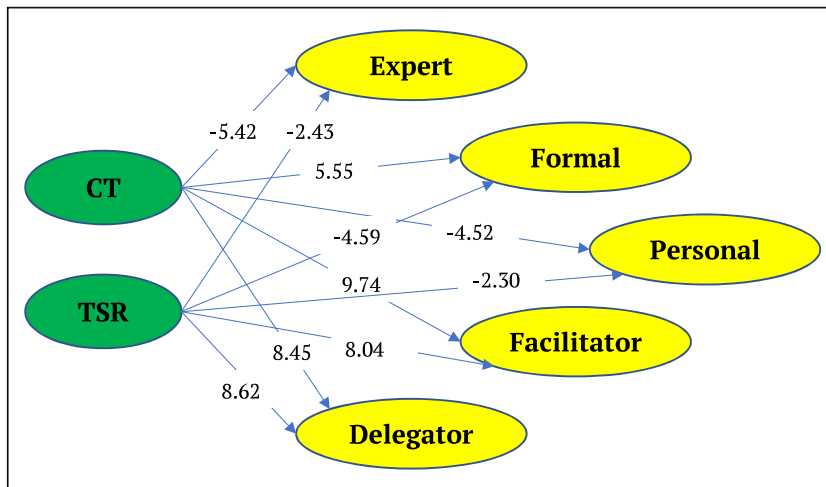 Expert
-5.42
-2.43
Formal
CT
5.55
-4.59
-4.52
Personal
-2.30
9.74
TSR
Facilitator
8.45
8.04
8.62
Delegator